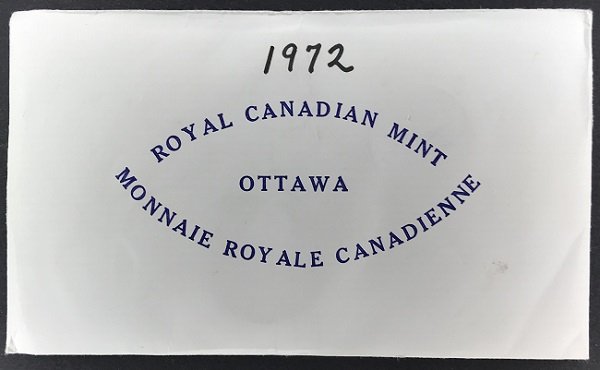 1972
ROYAL CANADIAN MINT
OTTAWA
MONNAIE ROYALE CANADIENNE